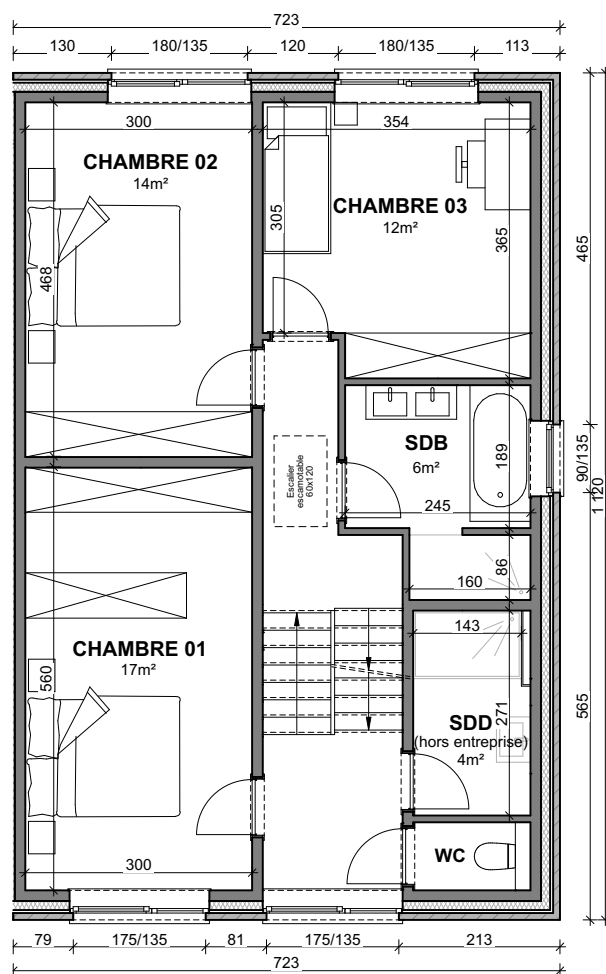 723
130
180/135
120
180/135
113
300
354
CHAMBRE 02
14m²
CHAMBRE 03
12m²
305
365
465
468
Escalier
escamotable
60x120
SDB
6m²
189
90/135
1 120
245
86
160
CHAMBRE 01
17m²
560
143
SDD
(hors entreprise)
4m²
271
565
WC
300
79
175/135
81
175/135
213
723